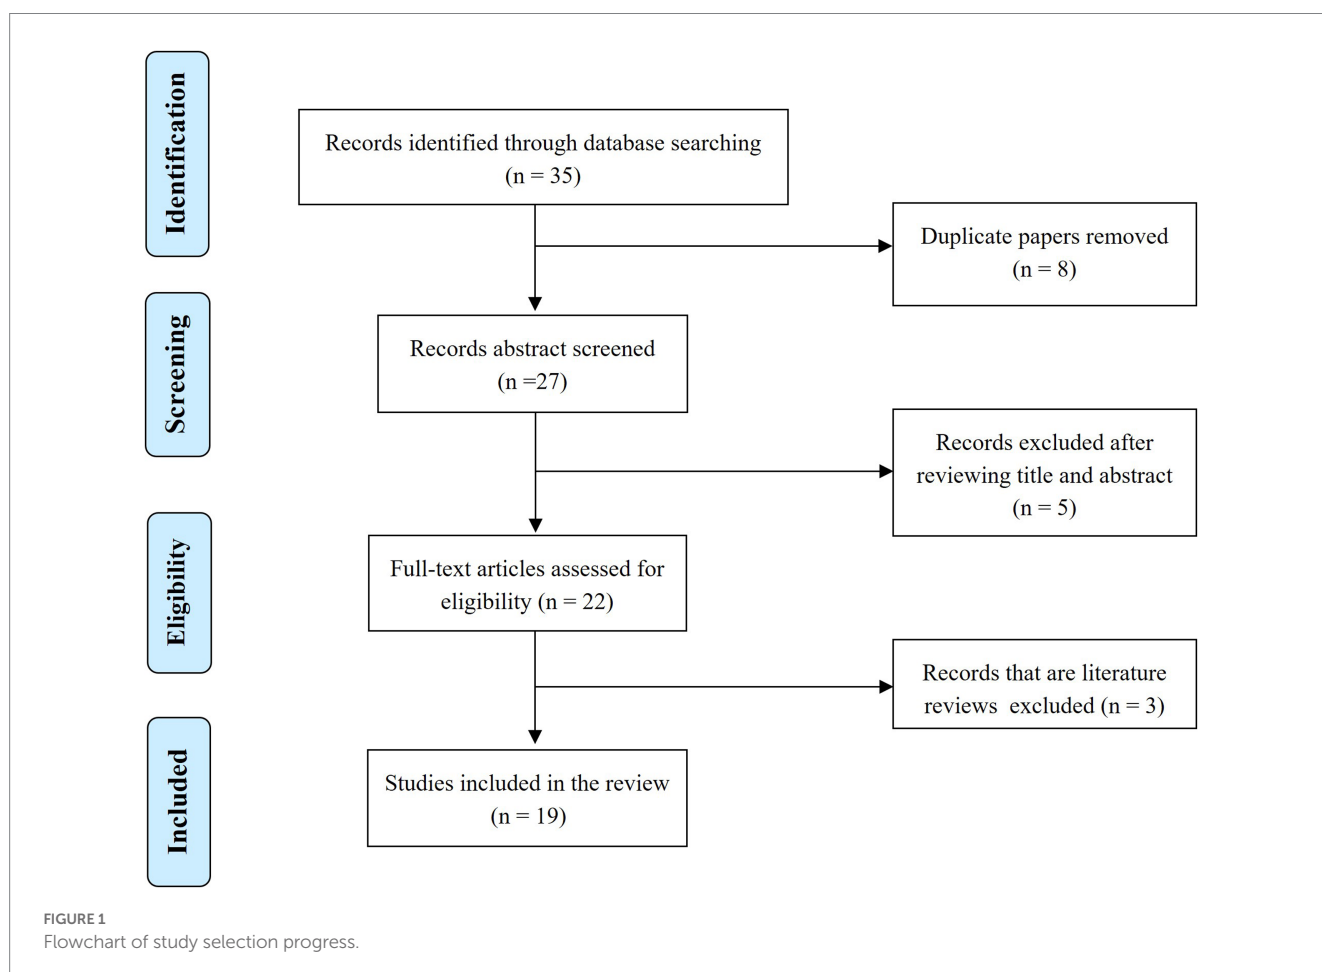 Identification
Records identified through database searching
(n = 35)
Duplicate papers removed
(n = 8)
Screening
Records abstract screened
(n =27)
Records excluded after
reviewing title and abstract
(n = 5)
Eligibility
Full-text articles assessed for
eligibility (n = 22)
Records that are literature
reviews  excluded (n = 3)
Included
Studies included in the review
(n = 19)
FIGURE 1
Flowchart of study selection progress.